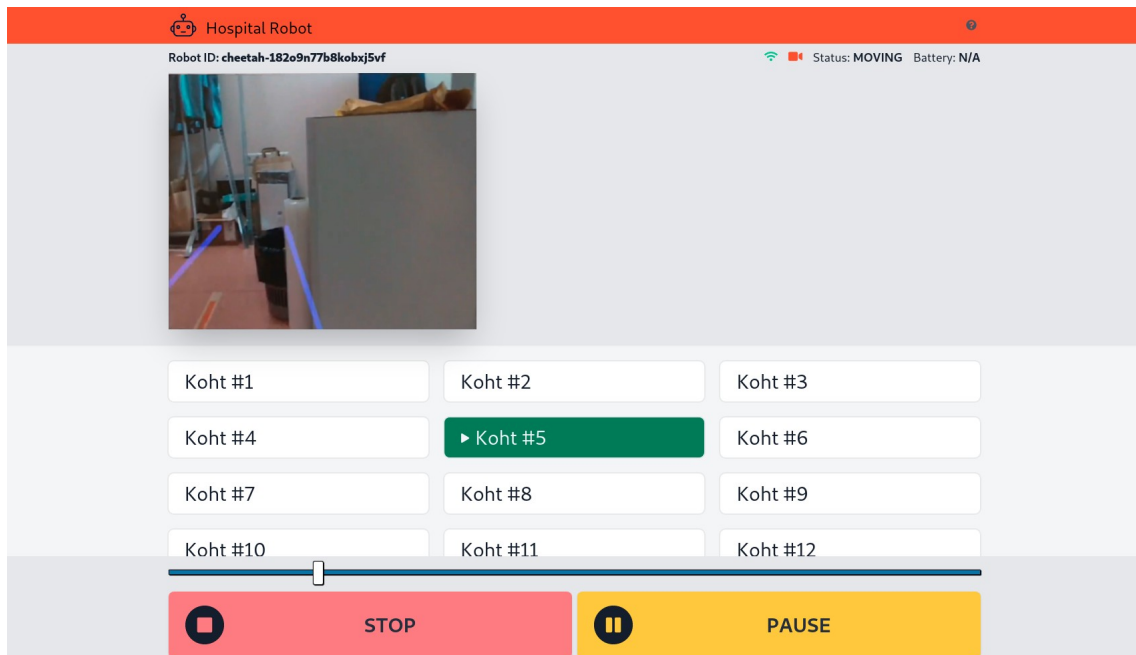 Hospital Robot
Robot ID: cheetah-182o9n77b8kobxj5vf
Status: MOVING Battery: N/A
Koht #1
Koht #2
Koht #3
Koht #4
Koht #5
Koht #6
Koht #7
Koht #8
Koht #9
Koht #10
Koht #11
Koht #12
STOP
PAUSE